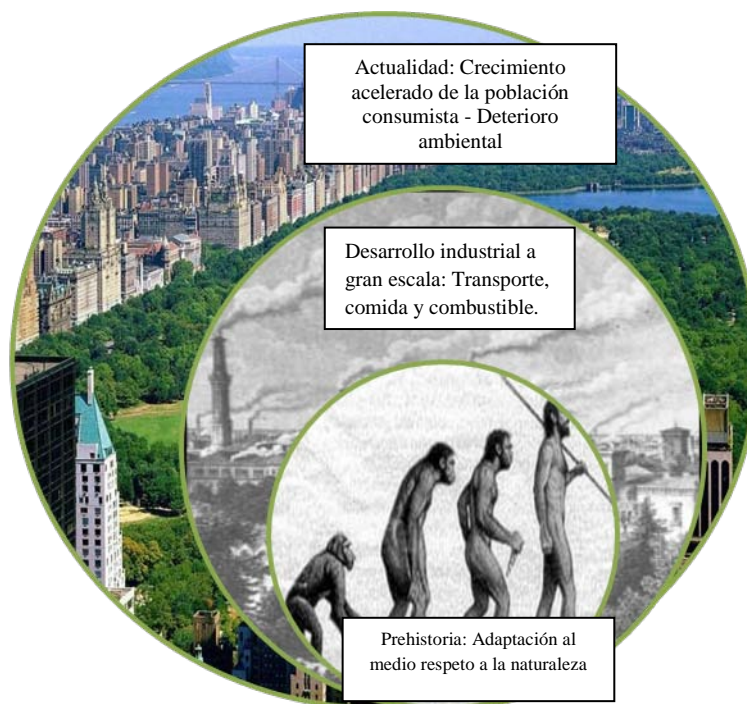 Actualidad: Crecimiento
acelerado de la población
consumista - Deterioro
ambiental
Desarrollo industrial a
gran escala: Transporte,
comida y combustible.
Prehistoria: Adaptación al
medio respeto a la naturaleza